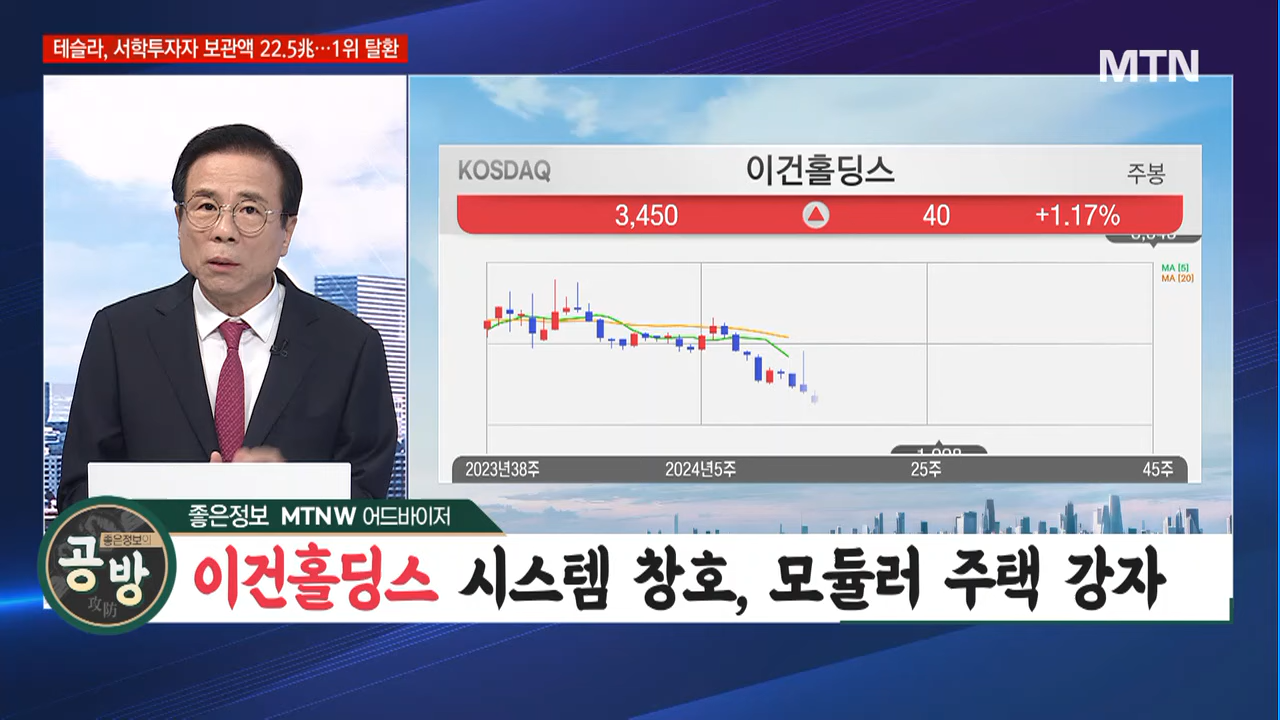 테슬라, 서학투자자 보관액 22.5兆…1위 탈환
MTN
KOSDAQ 이건홀딩스 주봉
3,450 40 +1.17%
MA [5]
MA [20]
2023년38주 2024년5주 25주 45주
좋은정보 MTNW 어드바이저
좋은정보의
공방
攻防
이건홀딩스 시스템 창호, 모듈러 주택 강자